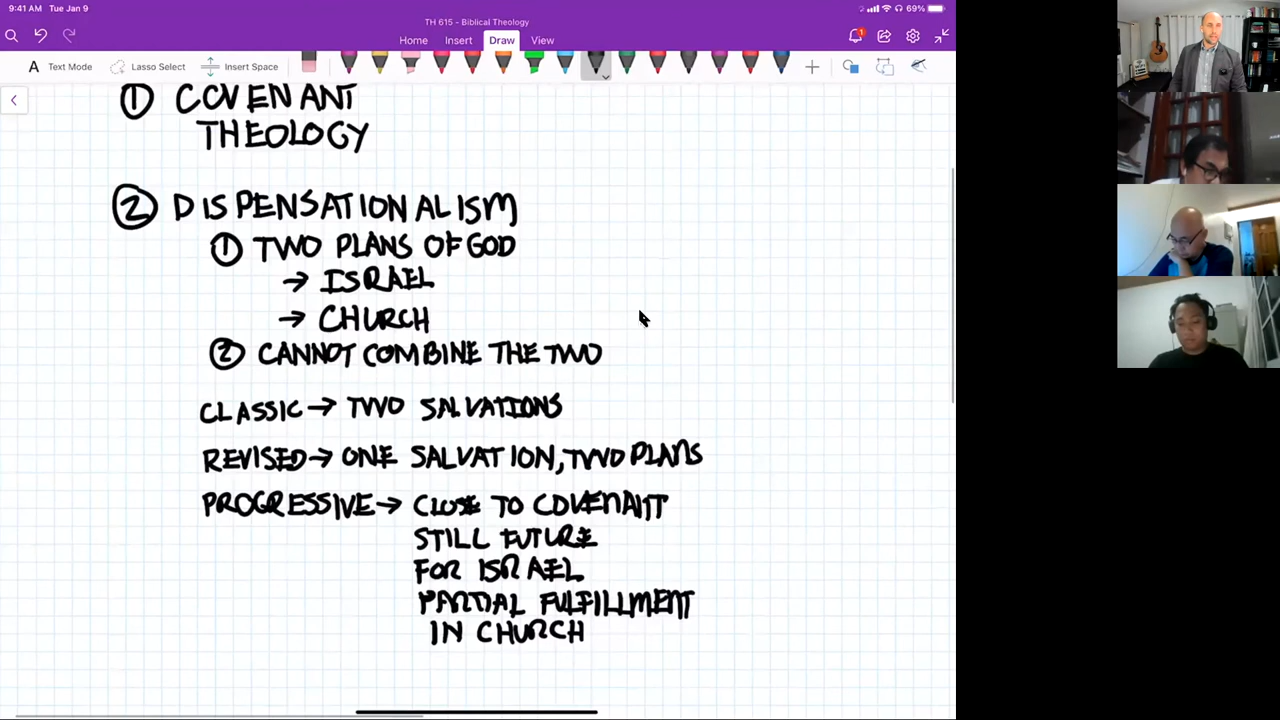 9:41 AM Tue Jan 9
69%
TH 615 - Biblical Theology
Home Insert Draw View
1
A Text Mode Lasso Select Insert Space
① COVENANT
THEOLOGY
② DISPENSATIONALISM
① TWO PLANS OF GOD
→ ISRAEL
→ CHURCH
② CANNOT COMBINE THE TWO
CLASSIC → TWO SALVATIONS
REVISED → ONE SALVATION, TWO PLANS
PROGRESSIVE → CLOSE TO COVENANT
STILL FUTURE
FOR ISRAEL
PARTIAL FULFILLMENT
IN CHURCH